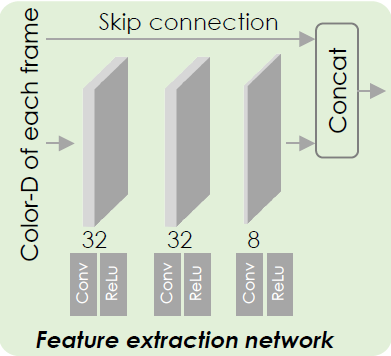 Skip connection
Color-D of each frame
Concat
32
32
8
Conv
ReLu
Conv
ReLu
Conv
ReLu
Feature extraction network